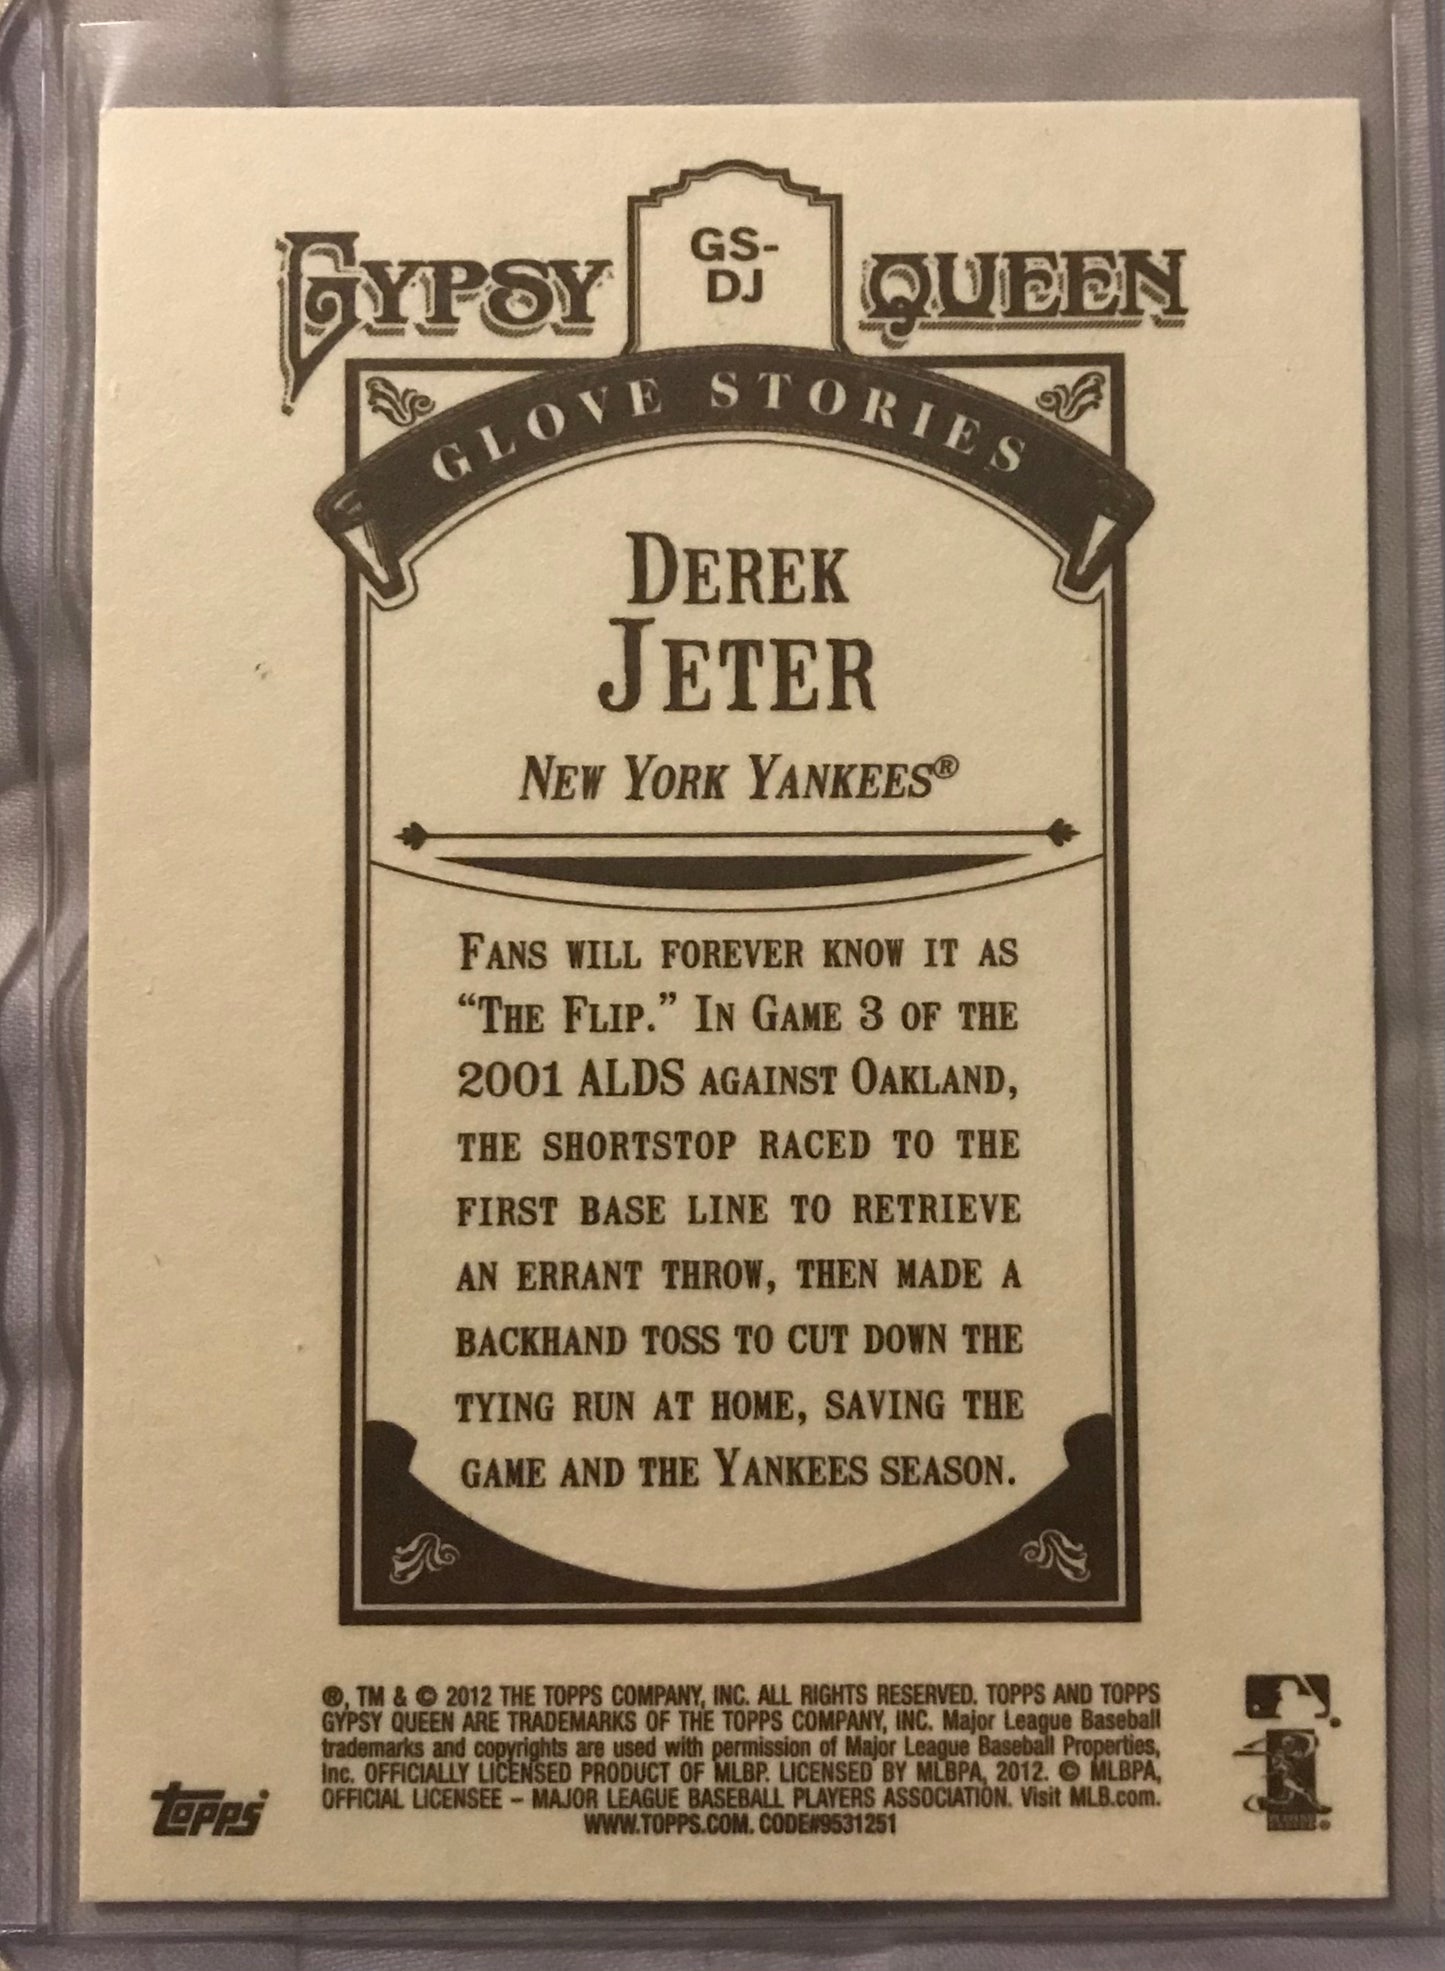 GYPSY GS-DJ QUEEN
GLOVE STORIES
DEREK
JETER
NEW YORK YANKEES®
FANS WILL FOREVER KNOW IT AS
“THE FLIP.” IN GAME 3 OF THE
2001 ALDS AGAINST OAKLAND,
THE SHORTSTOP RACED TO THE
FIRST BASE LINE TO RETRIEVE
AN ERRANT THROW, THEN MADE A
BACKHAND TOSS TO CUT DOWN THE
TYING RUN AT HOME, SAVING THE
GAME AND THE YANKEES SEASON.
®, TM & © 2012 THE TOPPS COMPANY, INC. ALL RIGHTS RESERVED. TOPPS AND TOPPS
GYPSY QUEEN ARE TRADEMARKS OF THE TOPPS COMPANY, INC. Major League Baseball
trademarks and copyrights are used with permission of Major League Baseball Properties,
Inc. OFFICIALLY LICENSED PRODUCT OF MLBP. LICENSED BY MLBPA, 2012. © MLBPA,
OFFICIAL LICENSEE – MAJOR LEAGUE BASEBALL PLAYERS ASSOCIATION. Visit MLB.com.
WWW.TOPPS.COM. CODE#9531251
topps